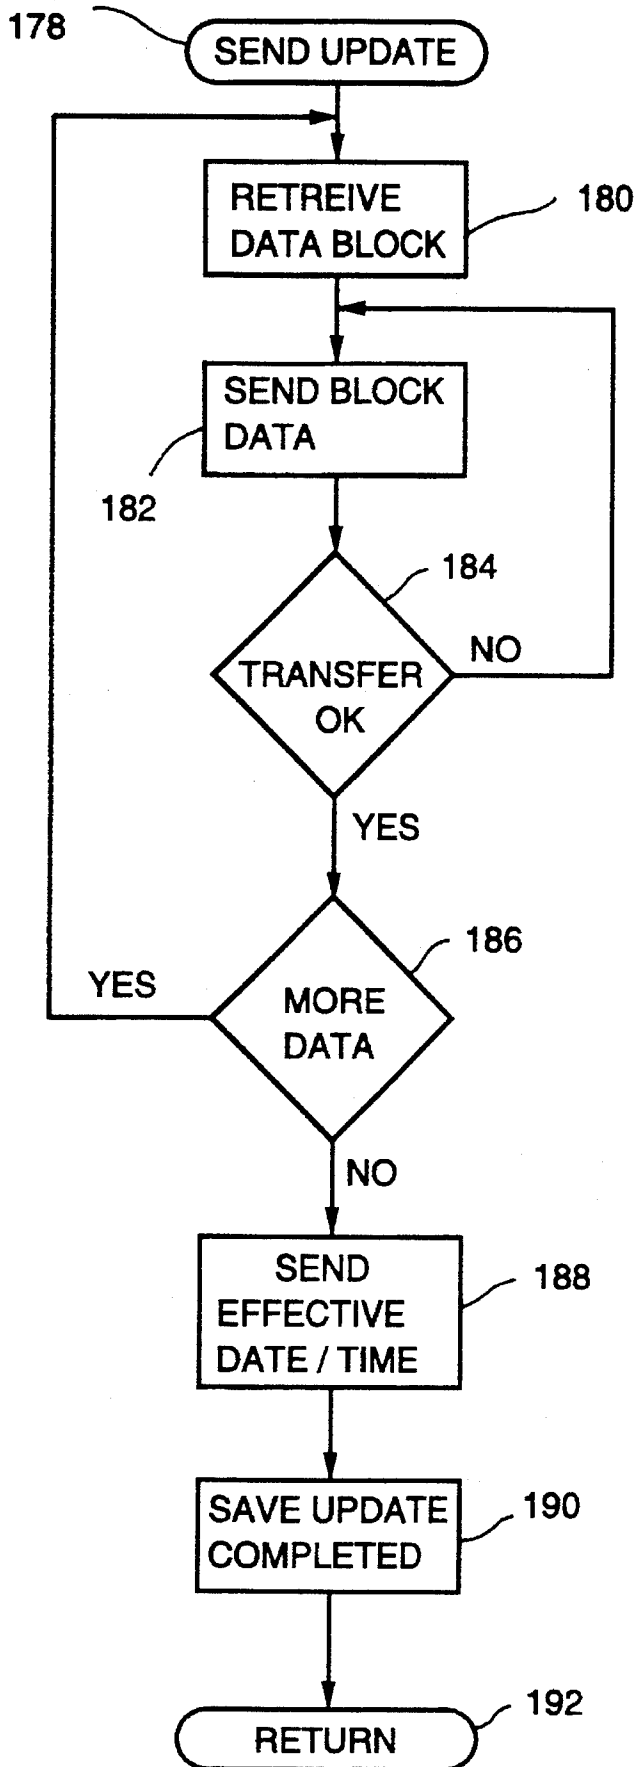 178
SEND UPDATE
RETREIVE
DATA BLOCK
180
SEND BLOCK
DATA
182
184
TRANSFER
OK
NO
YES
186
YES
MORE
DATA
NO
SEND
EFFECTIVE
DATE / TIME
188
SAVE UPDATE
COMPLETED
190
192
RETURN